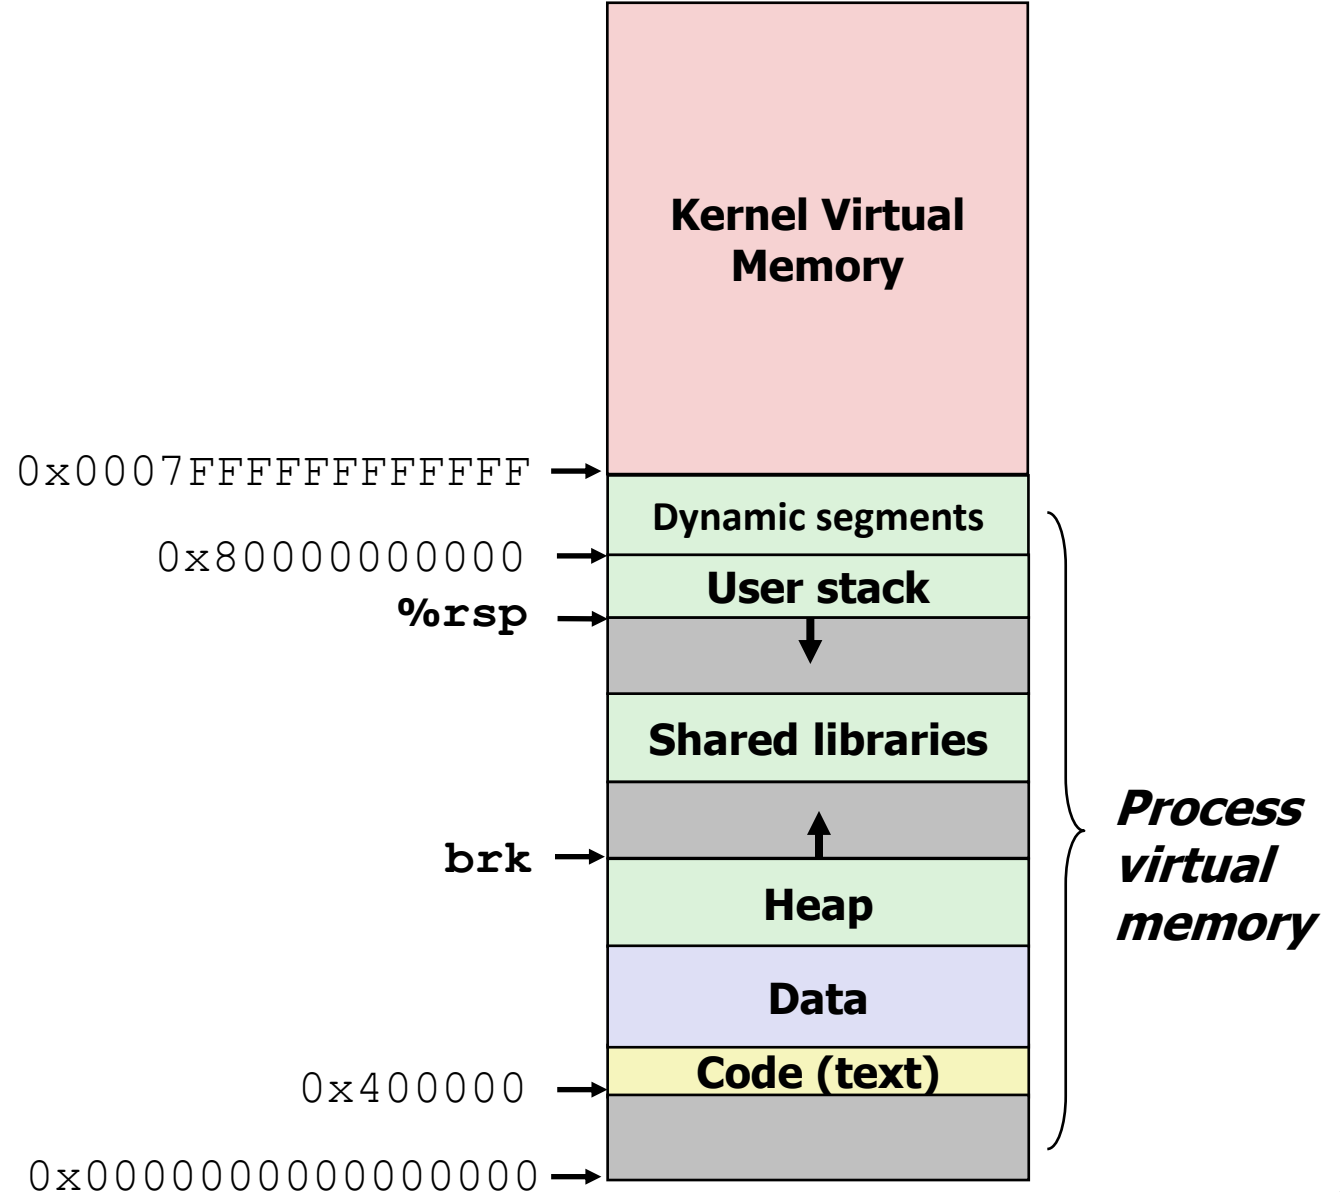 Kernel Virtual
Memory
0x0007FFFFFFFFFFFF
Dynamic segments
0x80000000000
User stack
%rsp
Shared libraries
brk
Heap
Data
Code (text)
0x400000
0x0000000000000000
Process
virtual
memory